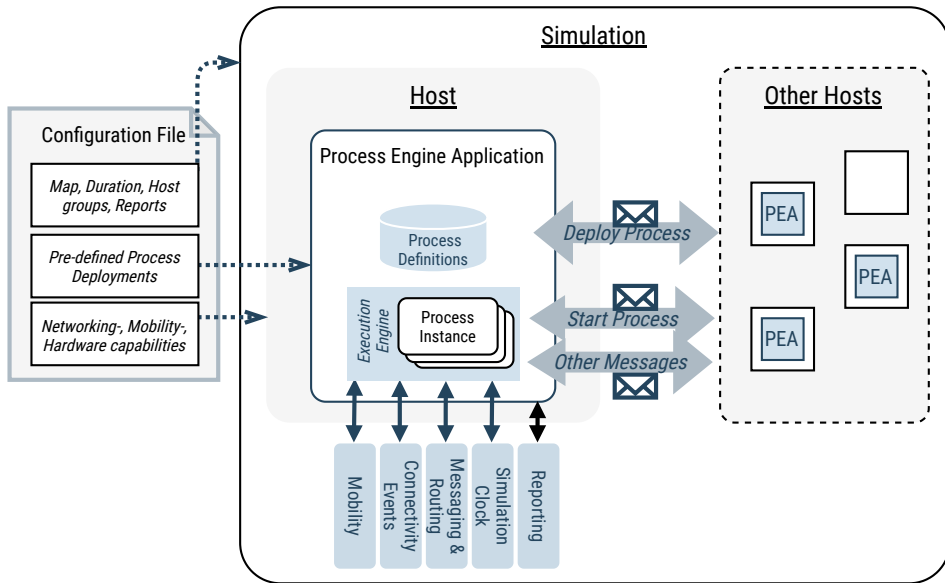 Simulation
Host
Other Hosts
Configuration File
Process Engine Application
Map, Duration, Host
groups, Reports
Pre-defined Process
Deployments
Networking-, Mobility-,
Hardware capabilities
Process
Definitions
Execution
Engine
Process
Instance
Deploy Process
Start Process
Other Messages
PEA
PEA
PEA
Mobility
Connectivity
Events
Messaging &
Routing
Simulation
Clock
Reporting